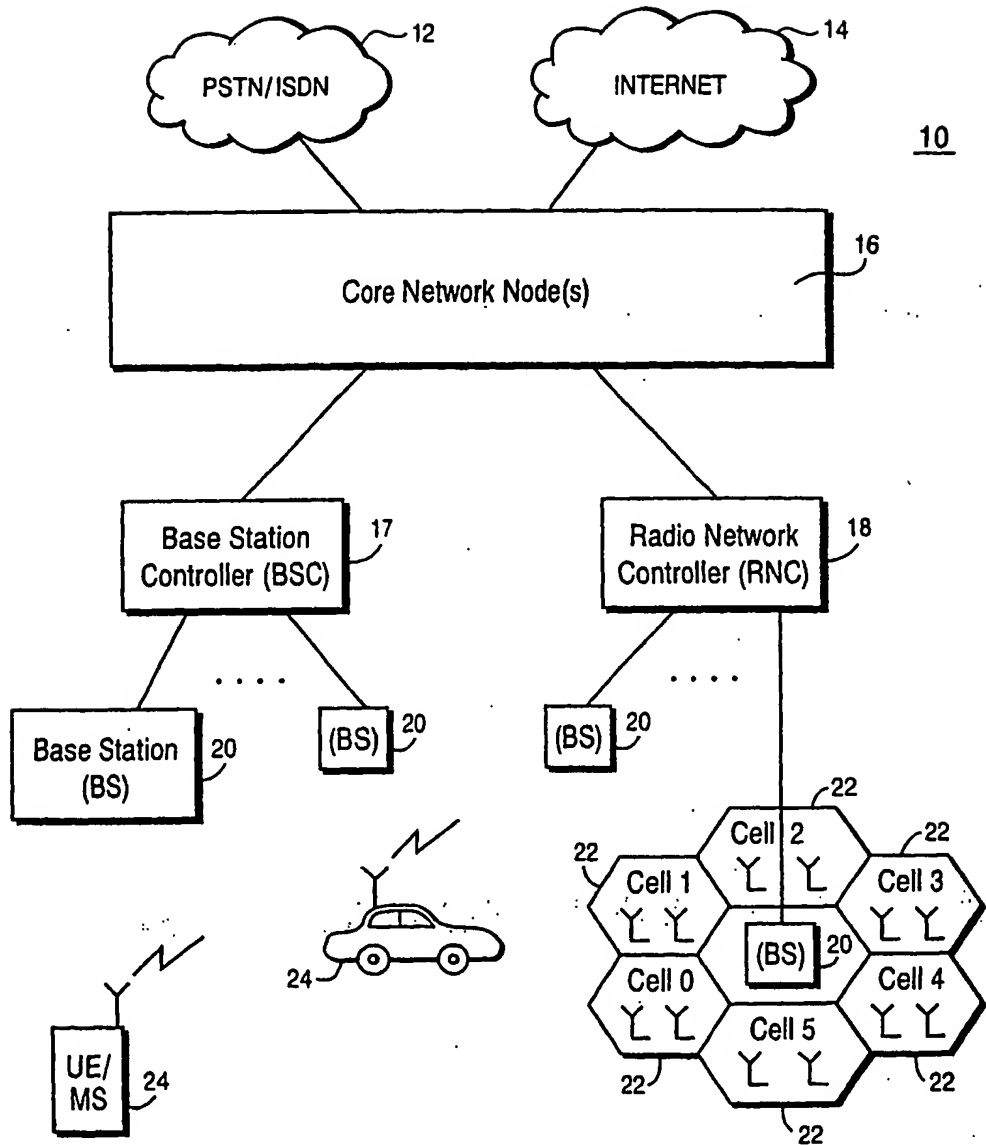 12
14
PSTN/ISDN
INTERNET
10
16
Core Network Node(s)
17
18
Base Station
Controller (BSC)
Radio Network
Controller (RNC)
Base Station
(BS)
20
(BS)
20
(BS)
20
22
22
22
Cell 2
Cell 1
Cell 3
(BS)
20
Cell 0
Cell 4
Cell 5
22
22
22
24
UE/
MS
24